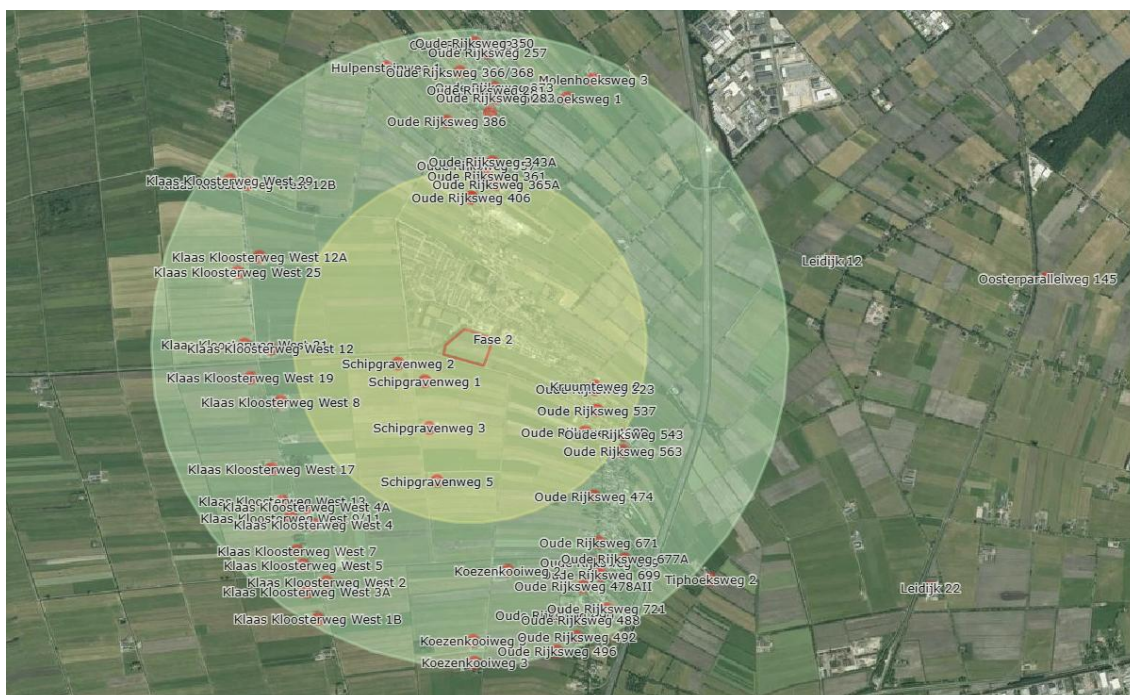 Oude Rijksweg 350
Oude Rijksweg 257
Oude Rijksweg 366/368
Molenhoeksweg 3
Oude Rijksweg 283
Oude Rijksweg 386
Oude Rijksweg 343A
Oude Rijksweg 361
Oude Rijksweg 365A
Klaas Kloosterweg West 29
Oude Rijksweg 406
Klaas Kloosterweg West 12A
Leidijk 12
Klaas Kloosterweg West 25
Oosterparallelweg 145
Fase 2
Klaas Kloosterweg West 12
Schipgravenweg 2
Klaas Kloosterweg West 19
Schipgravenweg 1
Kruumteweg 2
Klaas Kloosterweg West 8
Oude Rijksweg 537
Schipgravenweg 3
Oude Rijksweg 543
Oude Rijksweg 563
Klaas Kloosterweg West 17
Schipgravenweg 5
Oude Rijksweg 474
Klaas Kloosterweg West 4A
Klaas Kloosterweg West 4
Oude Rijksweg 671
Klaas Kloosterweg West 7
Oude Rijksweg 677A
Klaas Kloosterweg West 5
Koezenkooiweg 2
Oude Rijksweg 699
Tiphoeksweg 2
Klaas Kloosterweg West 2
Oude Rijksweg 478AII
Leidijk 22
Klaas Kloosterweg West 3A
Oude Rijksweg 721
Klaas Kloosterweg West 1B
Oude Rijksweg 488
Oude Rijksweg 492
Koezenkooiweg
Oude Rijksweg 496
Koezenkooiweg 3